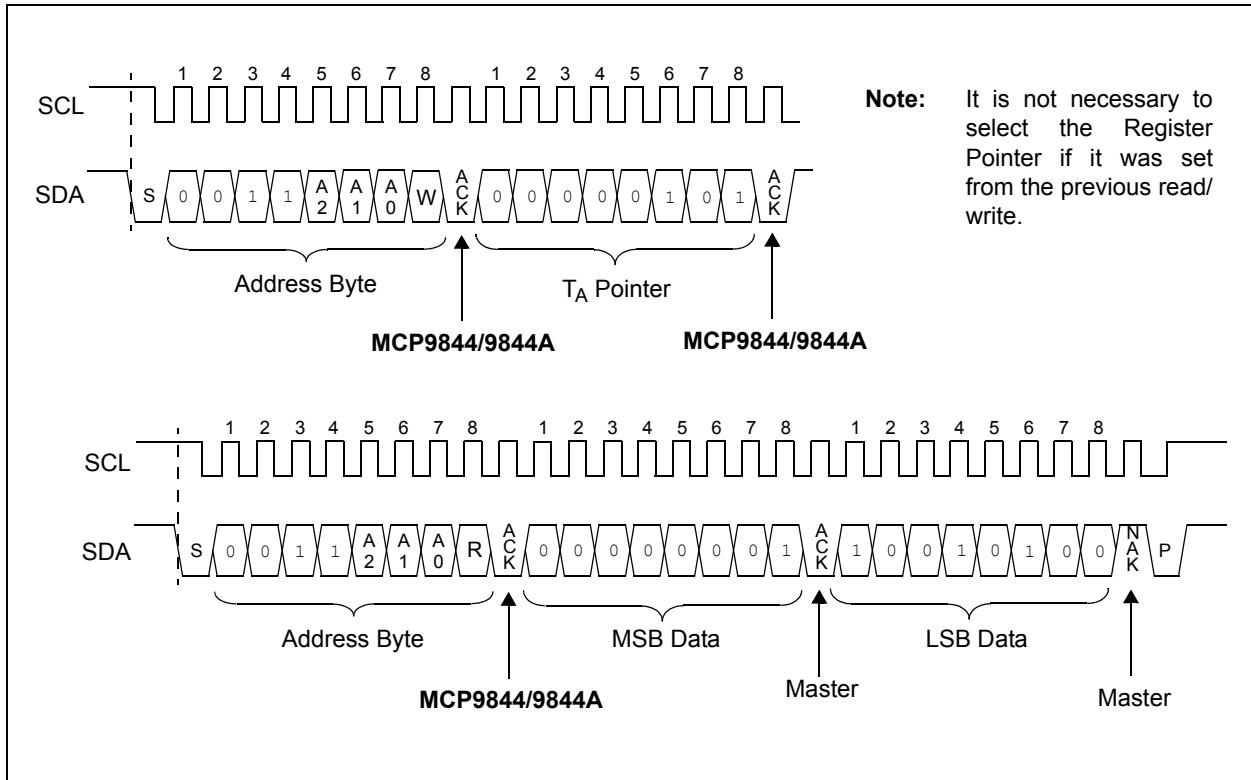 1 2 3 4 5 6 7 8 1 2 3 4 5 6 7 8
SCL
SDA
S 0 0 1 1 A2 A1 A0 W ACK 0 0 0 0 0 1 0 1 ACK
Address Byte
TA Pointer
MCP9844/9844A
MCP9844/9844A
Note: It is not necessary to
select the Register
Pointer if it was set
from the previous read/
write.
1 2 3 4 5 6 7 8 1 2 3 4 5 6 7 8 1 2 3 4 5 6 7 8
SCL
SDA
S 0 0 1 1 A2 A1 A0 R ACK 0 0 0 0 0 0 0 1 ACK 1 0 0 1 0 1 0 0 NAK P
Address Byte
MSB Data
LSB Data
MCP9844/9844A
Master
Master